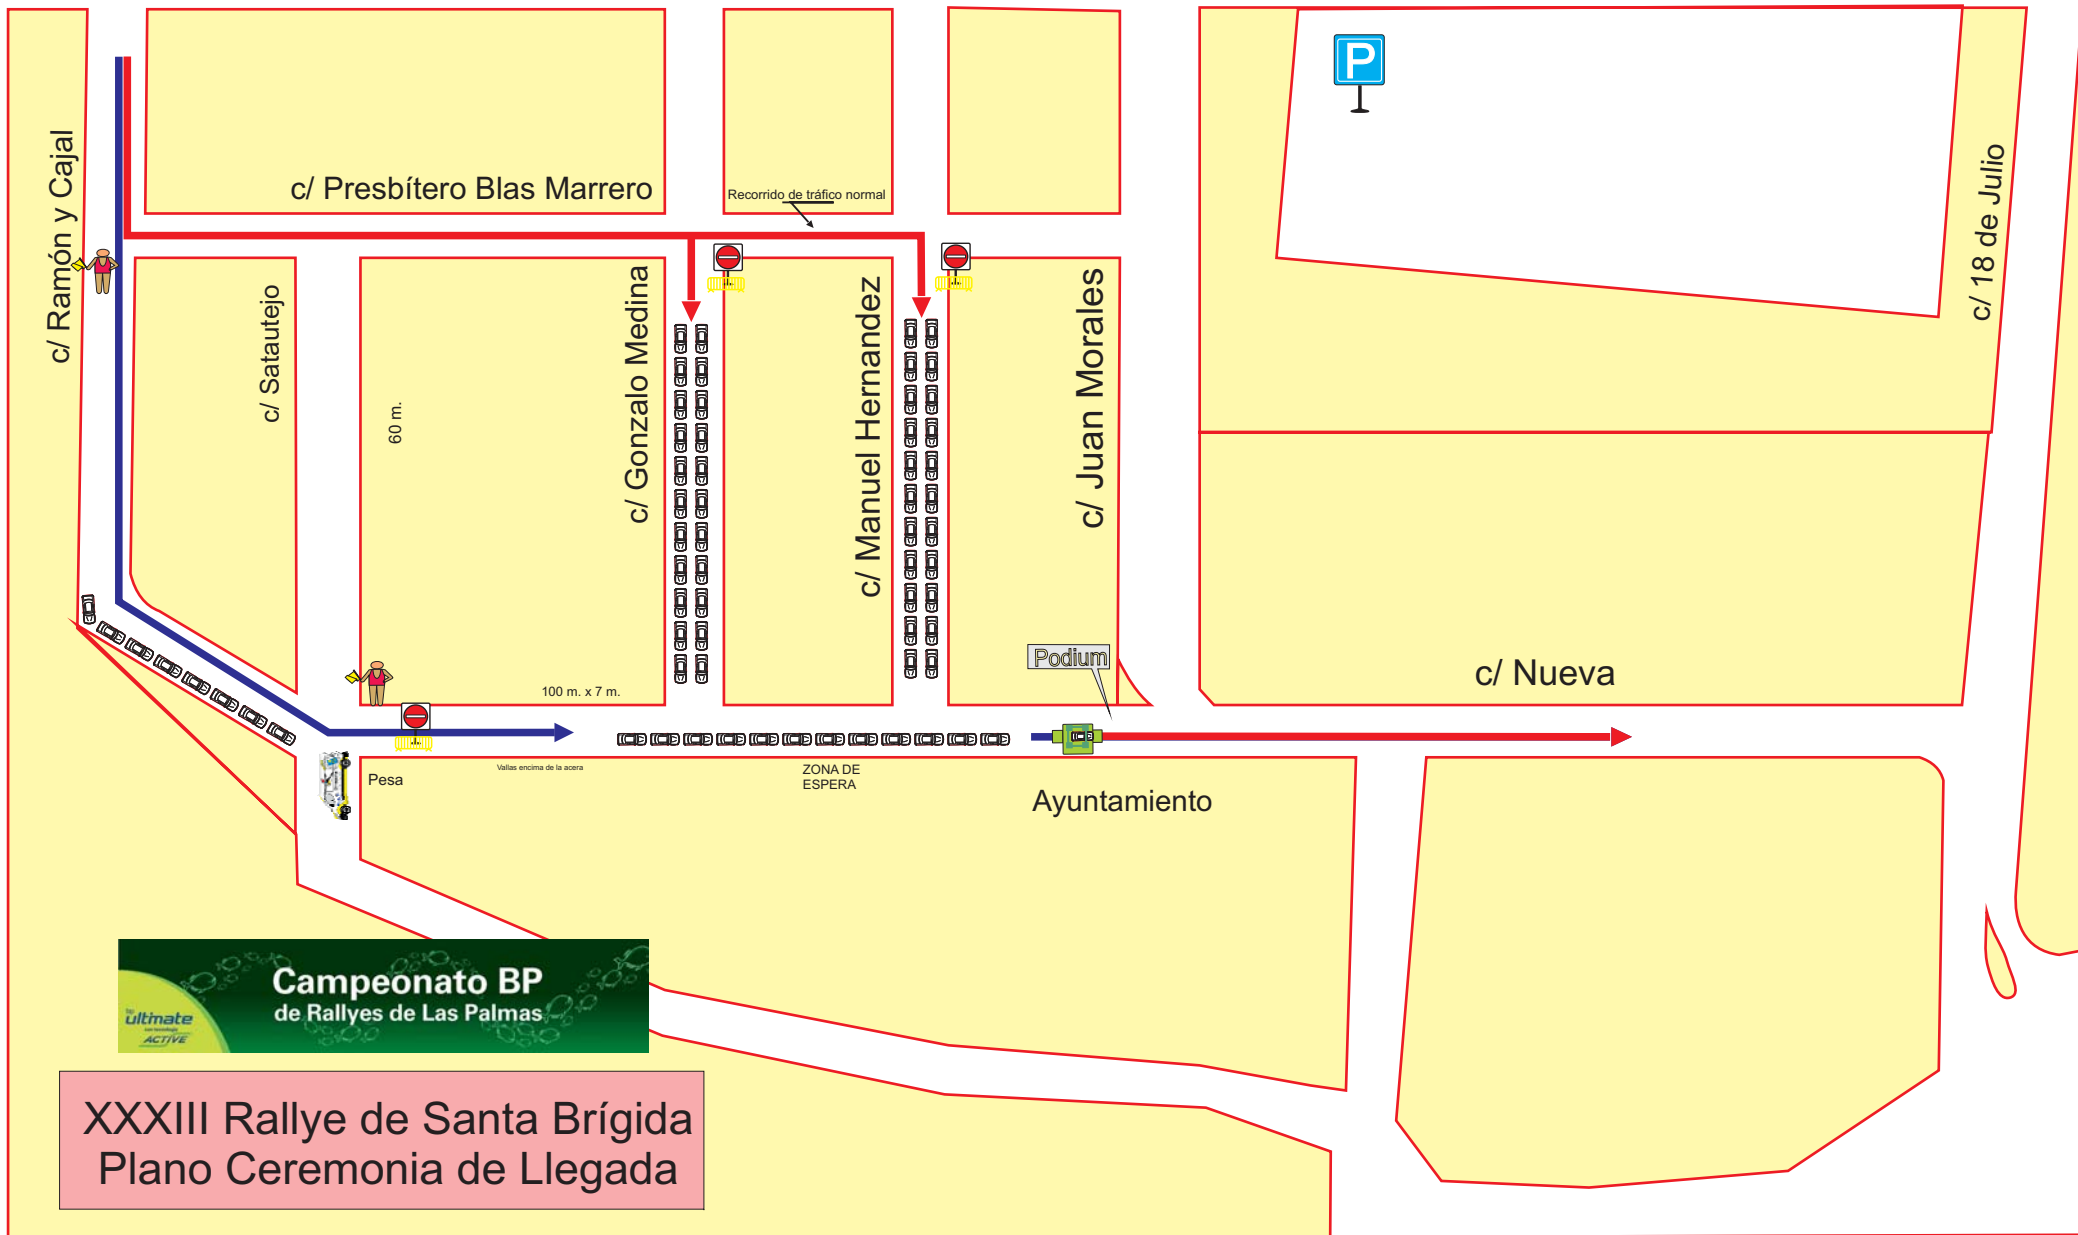 P
c/ Ramón y Cajal
c/ Presbítero Blas Marrero
Recorrido de tráfico normal
c/ 18 de Julio
c/ Satautejo
60 m.
c/ Gonzalo Medina
c/ Manuel Hernandez
c/ Juan Morales
Podium
c/ Nueva
100 m. x 7 m.
Pesa
Vallas encima de la acera
ZONA DE
ESPERA
Ayuntamiento
Campeonato BP
de Rallyes de Las Palmas
ultimate
ACTIVE
XXXIII Rallye de Santa Brígida
Plano Ceremonia de Llegada